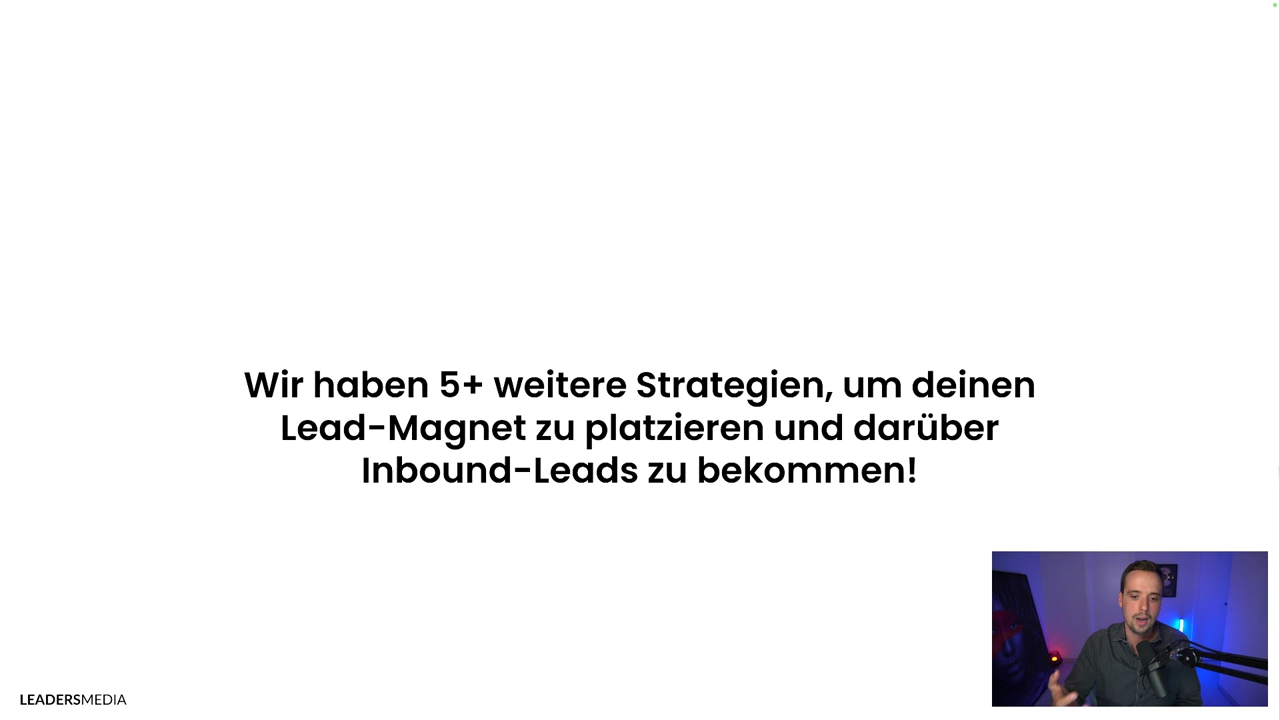 Wir haben 5+ weitere Strategien, um deinen
Lead-Magnet zu platzieren und darüber
Inbound-Leads zu bekommen!
LEADERSMEDIA